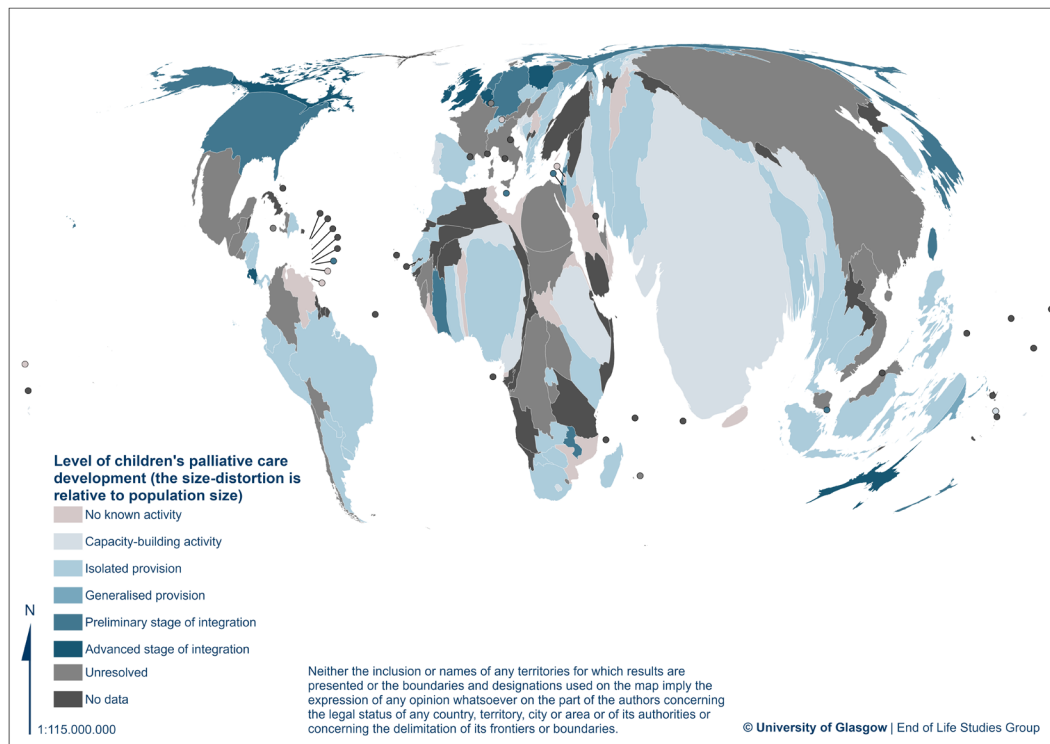 Level of children's palliative care
development (the size-distortion is
relative to population size)
No known activity
Capacity-building activity
Isolated provision
Generalised provision
Preliminary stage of integration
Advanced stage of integration
Unresolved
No data
N
1:115.000.000
Neither the inclusion or names of any territories for which results are
presented or the boundaries and designations used on the map imply the
expression of any opinion whatsoever on the part of the authors concerning
the legal status of any country, territory, city or area or of its authorities or
concerning the delimitation of its frontiers or boundaries.
© University of Glasgow | End of Life Studies Group